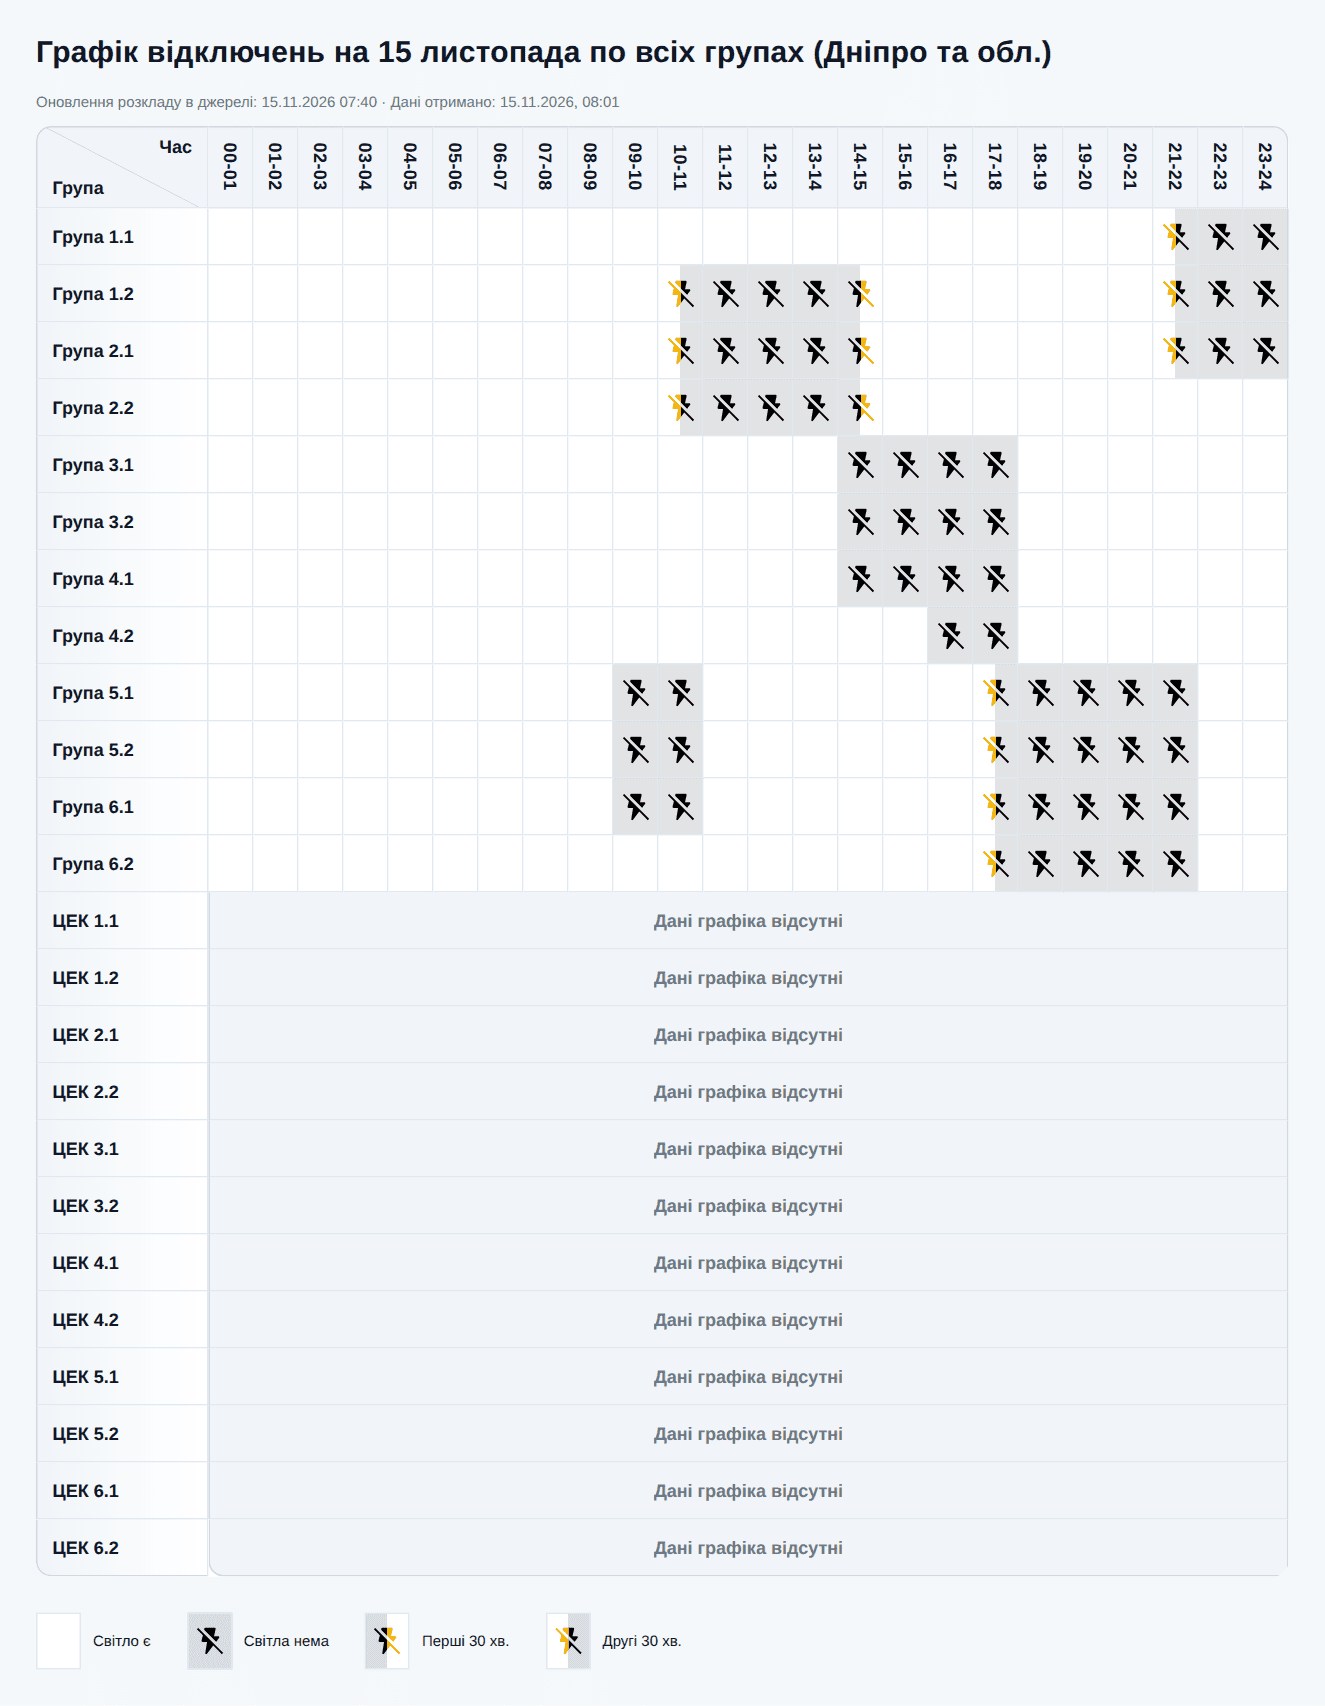 Графік відключень на 15 листопада по всіх групах (Дніпро та обл.)
Оновлення розкладу в джерелі: 15.11.2026 07:40 · Дані отримано: 15.11.2026, 08:01
Час
Група
00-01 01-02 02-03 03-04 04-05 05-06 06-07 07-08 08-09 09-10 10-11 11-12 12-13 13-14 14-15 15-16 16-17 17-18 18-19 19-20 20-21 21-22 22-23 23-24
Група 1.1
Група 1.2
Група 2.1
Група 2.2
Група 3.1
Група 3.2
Група 4.1
Група 4.2
Група 5.1
Група 5.2
Група 6.1
Група 6.2
ЦЕК 1.1 Дані графіка відсутні
ЦЕК 1.2 Дані графіка відсутні
ЦЕК 2.1 Дані графіка відсутні
ЦЕК 2.2 Дані графіка відсутні
ЦЕК 3.1 Дані графіка відсутні
ЦЕК 3.2 Дані графіка відсутні
ЦЕК 4.1 Дані графіка відсутні
ЦЕК 4.2 Дані графіка відсутні
ЦЕК 5.1 Дані графіка відсутні
ЦЕК 5.2 Дані графіка відсутні
ЦЕК 6.1 Дані графіка відсутні
ЦЕК 6.2 Дані графіка відсутні
Світло є Світла нема Перші 30 хв. Другі 30 хв.